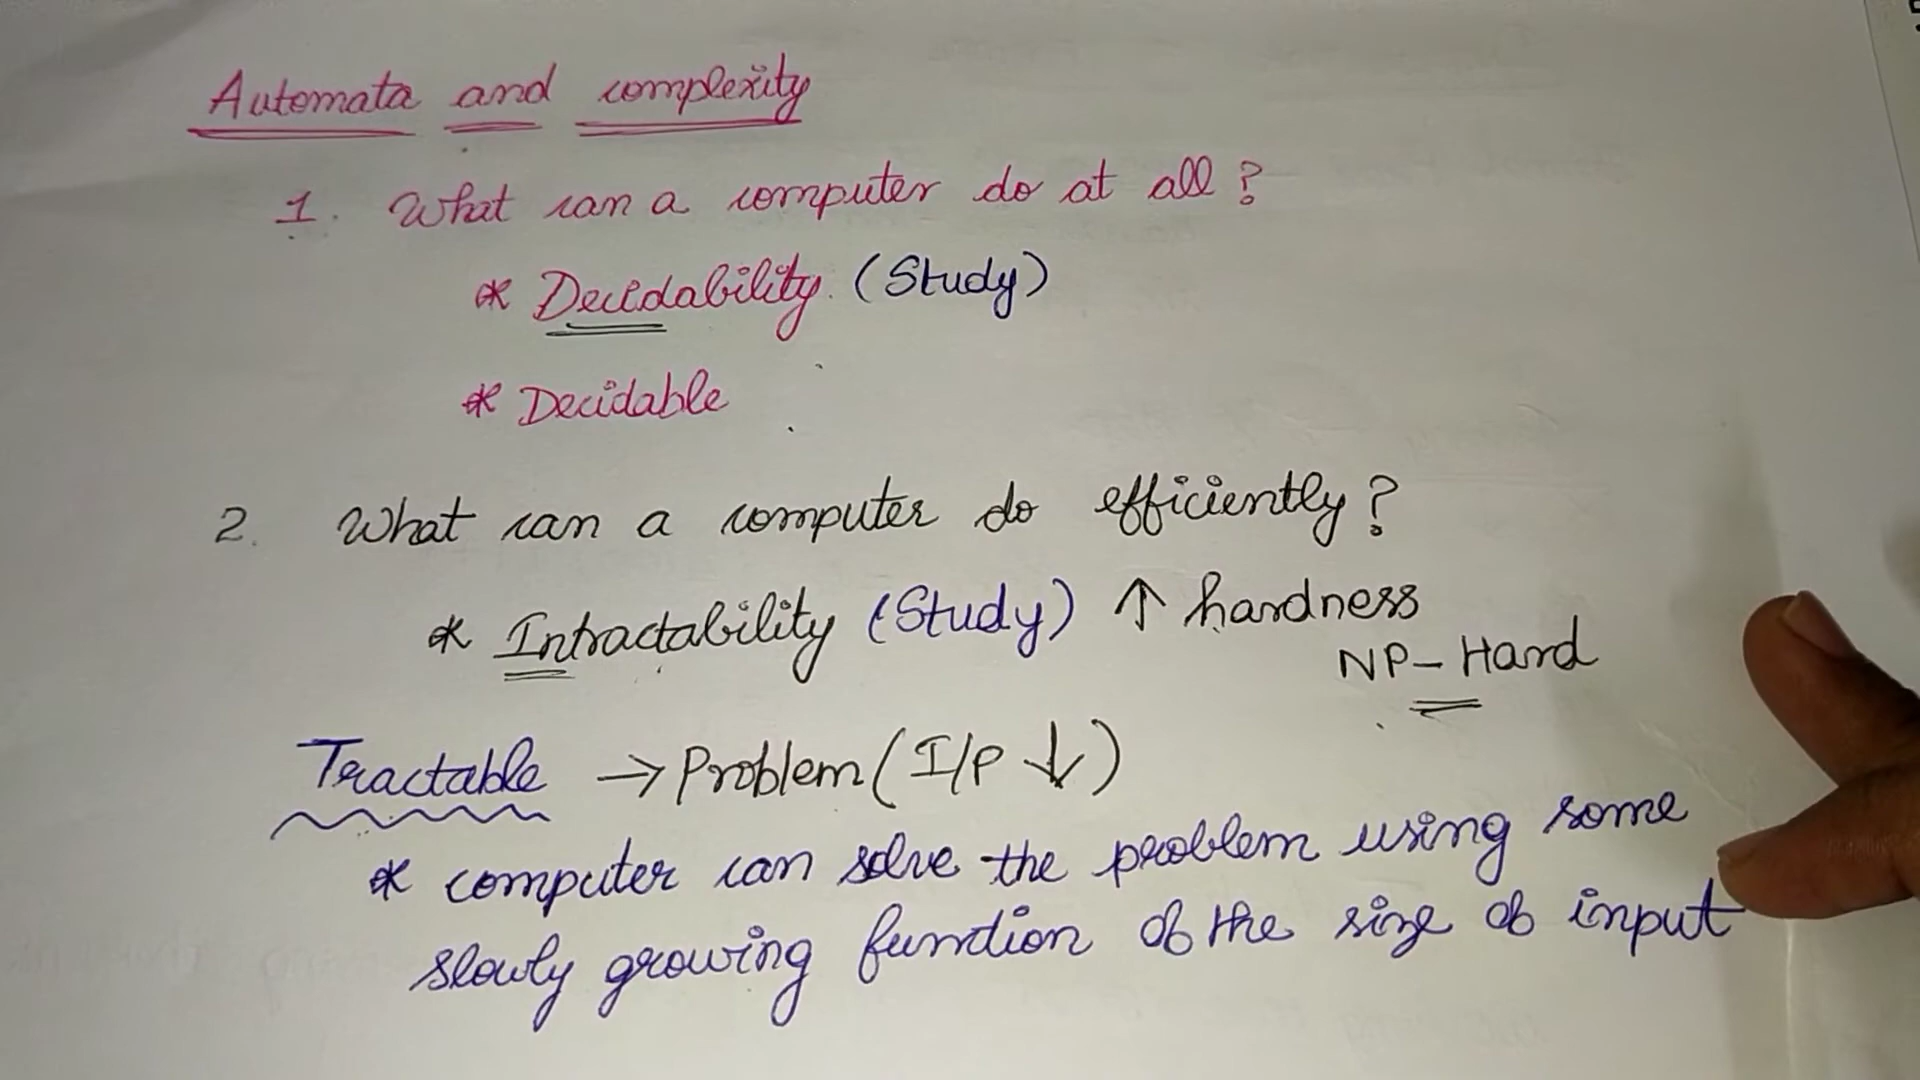 Automata and complexity
1. What can a computer do at all?
* Decidability (Study)
* Decidable
2. What can a computer do efficiently?
* Intractability (Study) ↑ hardness
NP-Hard
Tractable → Problem (I/P ↓)
* computer can solve the problem using some
slowly growing function of the size of input